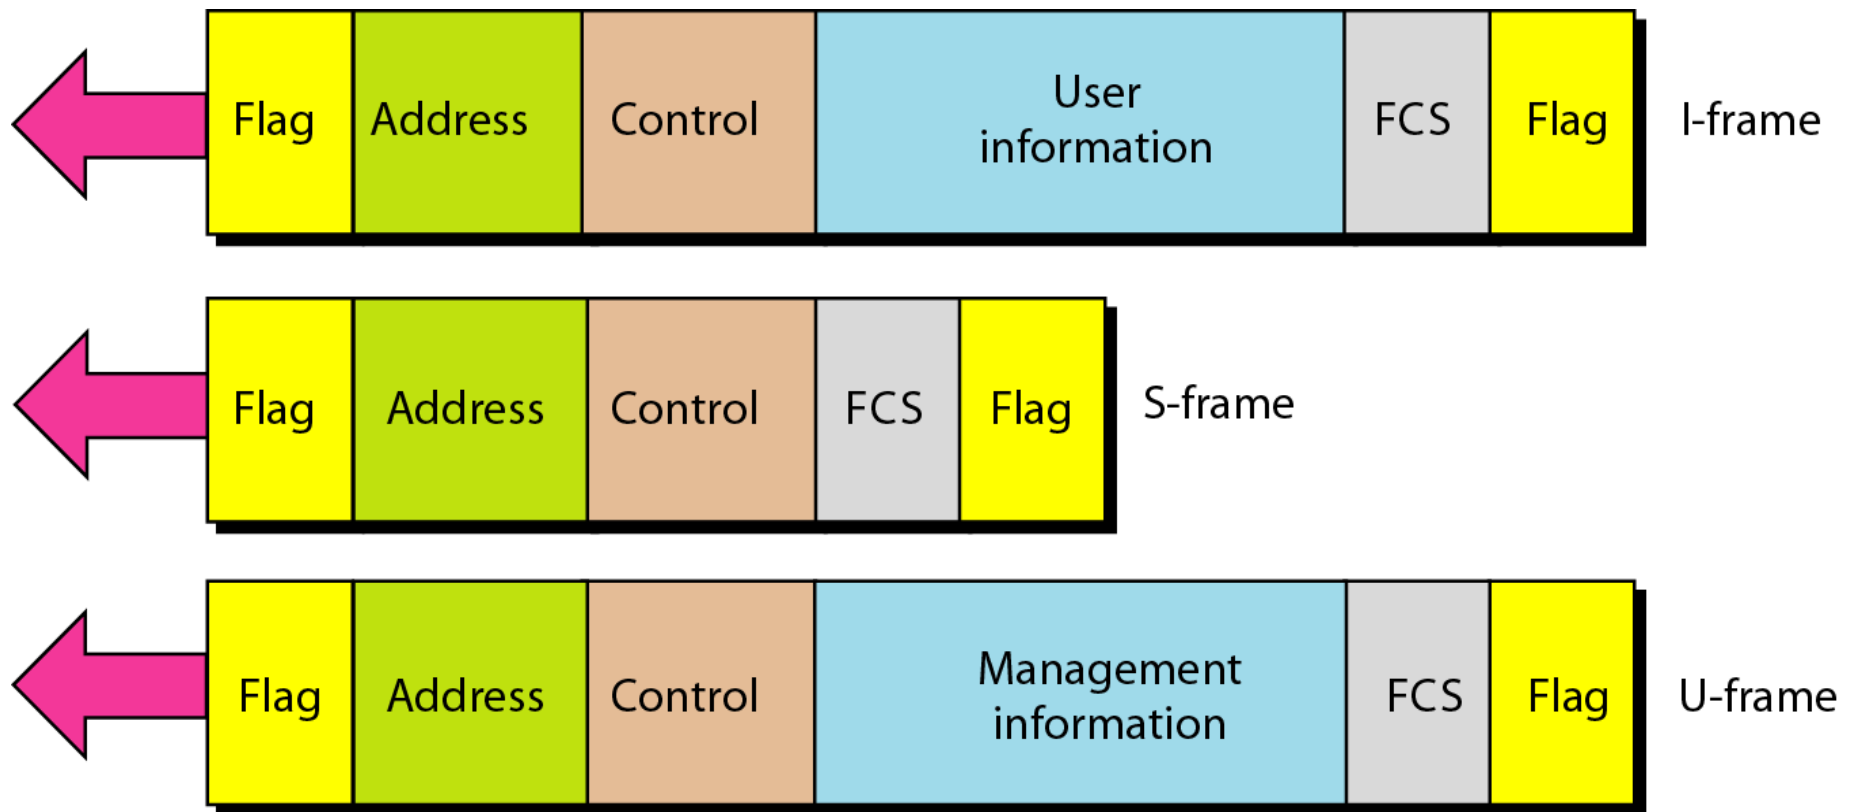 Flag Address Control User information FCS Flag I-frame
Flag Address Control FCS Flag S-frame
Flag Address Control Management information FCS Flag U-frame